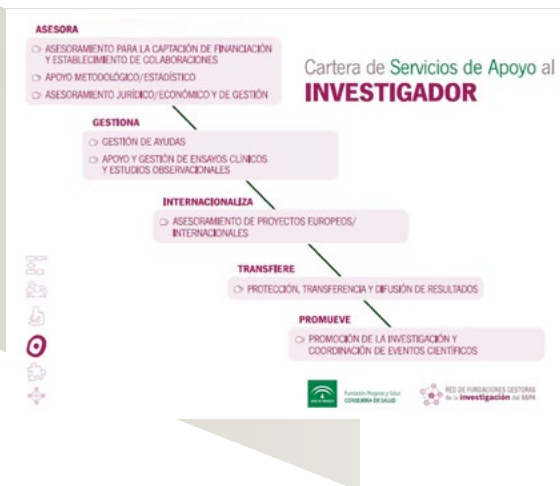 ASESORA
ASESORAMIENTO PARA LA CAPTACIÓN DE FINANCIACIÓN
Y ESTABLECIMIENTO DE COLABORACIONES
APOYO METODOLÓGICO/ESTADÍSTICO
ASESORAMIENTO JURÍDICO/ECONÓMICO Y DE GESTIÓN
Cartera de Servicios de Apoyo al
INVESTIGADOR
GESTIONA
GESTIÓN DE AYUDAS
APOYO Y GESTIÓN DE ENSAYOS CLÍNICOS
Y ESTUDIOS OBSERVACIONALES
INTERNACIONALIZA
ASESORAMIENTO DE PROYECTOS EUROPEOS/
INTERNACIONALES
TRANSFIERE
PROTECCIÓN, TRANSFERENCIA Y DIFUSIÓN DE RESULTADOS
PROMUEVE
PROMOCIÓN DE LA INVESTIGACIÓN Y
COORDINACIÓN DE EVENTOS CIENTÍFICOS
Fundación Progreso y Salud
CONSEJERÍA DE SALUD
RED DE FUNDACIONES GESTORAS
de la investigación del SSPA